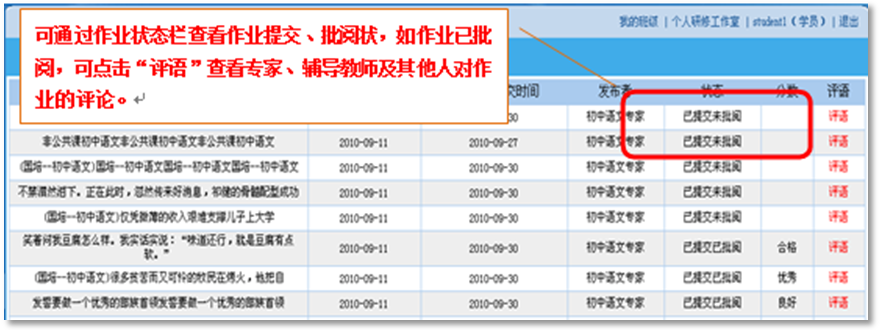 我的班级 | 个人研修工作室 | student1（学员） | 退出
可通过作业状态栏查看作业提交、批阅状，如作业已批
阅，可点击“评语”查看专家、辅导教师及其他人对作
业的评论。
交时间 发布者 状态 分数 评语
30 初中语文专家 已提交未批阅 评语
非公共课初中语文非公共课初中语文非公共课初中语文 2010-09-11 2010-09-27 初中语文专家 已提交未批阅 评语
(国培--初中语文)国培--初中语文国培--初中语文国培--初中语文 2010-09-11 2010-09-30 初中语文专家 已提交未批阅 评语
不禁潸然泪下。正在此时，忽然传来好消息，祁健的骨髓配型成功 2010-09-11 2010-09-30 初中语文专家 已提交未批阅 评语
(国培--初中语文)仅凭微薄的收入艰难支撑儿子上大学 2010-09-11 2010-09-30 初中语文专家 已提交未批阅 评语
笑着问我豆腐怎么样。我实话实说：“味道还行，就是豆腐有点
软。” 2010-09-11 2010-09-30 初中语文专家 已提交已批阅 合格 评语
(国培--初中语文)很多贫苦而又可怜的牧民在烤火，他把自 2010-09-11 2010-09-30 初中语文专家 已提交已批阅 优秀 评语
发誓要做一个优秀的部族首领发誓要做一个优秀的部族首领 2010-09-11 2010-09-30 初中语文专家 已提交已批阅 良好 评语